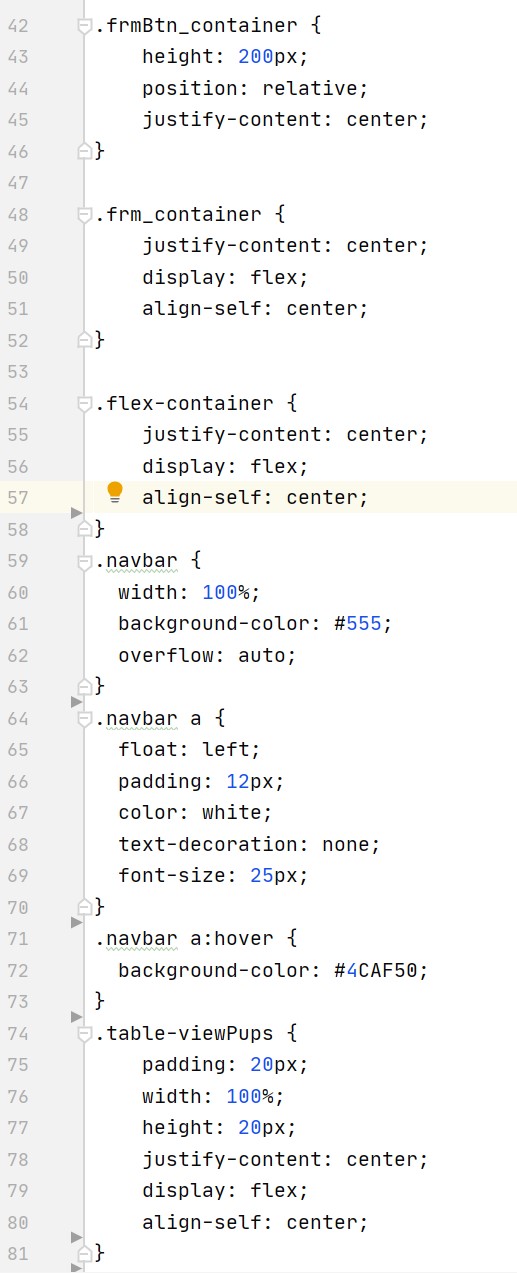 42 .frmBtn_container {
43 height: 200px;
44 position: relative;
45 justify-content: center;
46 }
47
48 .frm_container {
49 justify-content: center;
50 display: flex;
51 align-self: center;
52 }
53
54 .flex-container {
55 justify-content: center;
56 display: flex;
57 align-self: center;
58 }
59 .navbar {
60 width: 100%;
61 background-color: #555;
62 overflow: auto;
63 }
64 .navbar a {
65 float: left;
66 padding: 12px;
67 color: white;
68 text-decoration: none;
69 font-size: 25px;
70 }
71 .navbar a:hover {
72 background-color: #4CAF50;
73 }
74 .table-viewPups {
75 padding: 20px;
76 width: 100%;
77 height: 20px;
78 justify-content: center;
79 display: flex;
80 align-self: center;
81 }